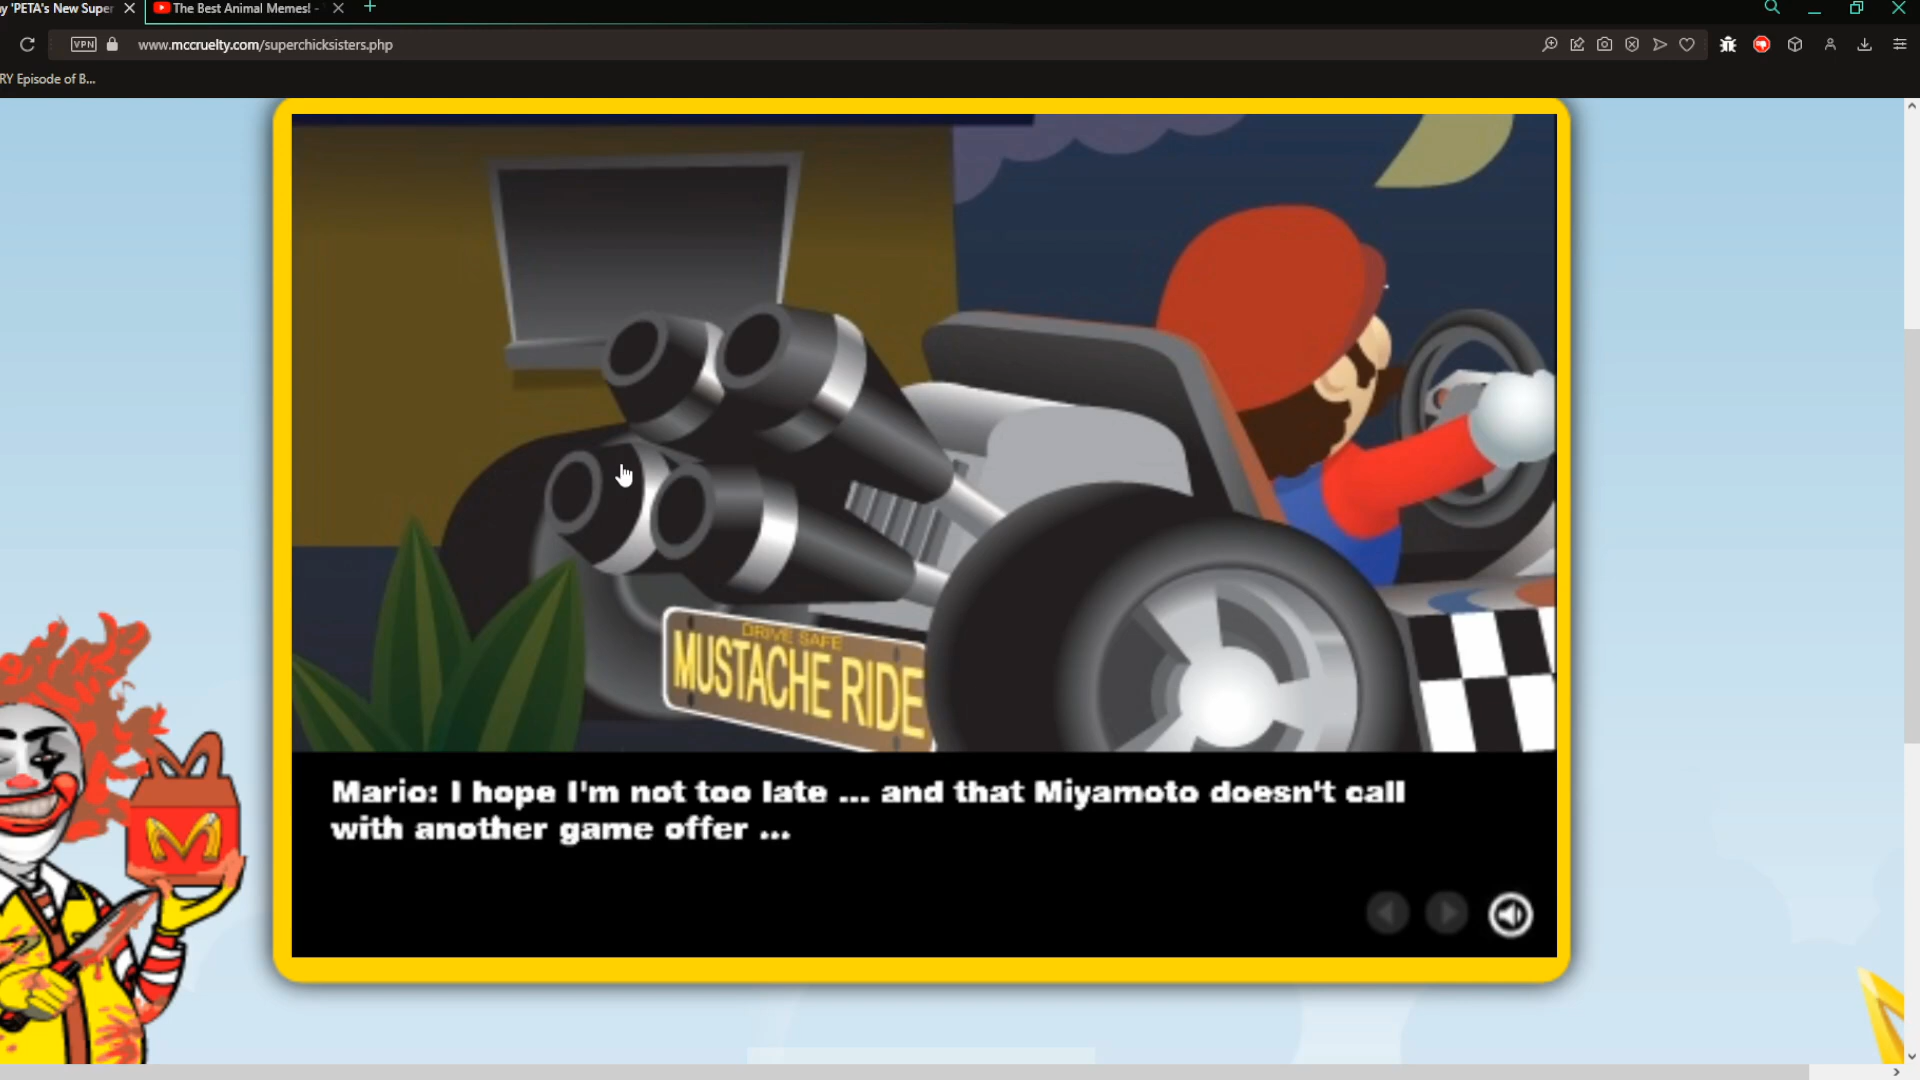 y 'PETA's New Super
The Best Animal Memes! -
VPN
www.mccruelty.com/superchicksisters.php
RY Episode of B...
DRIVE SAFE
MUSTACHE RIDE
M
Mario: I hope I'm not too late ... and that Miyamoto doesn't call
with another game offer ...